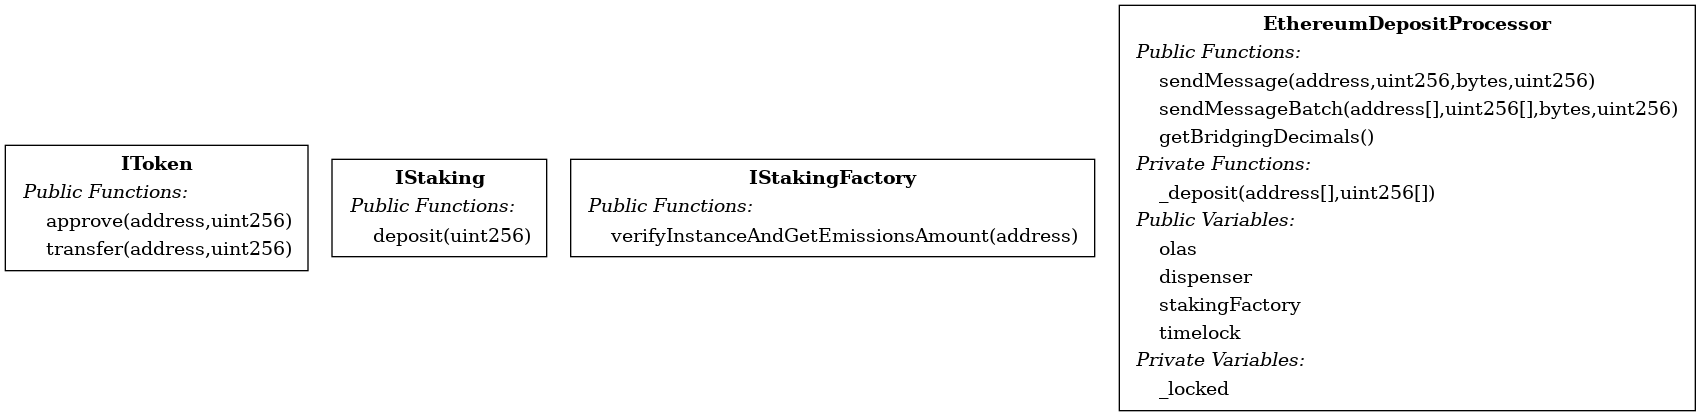 IToken
Public Functions:
approve(address,uint256)
transfer(address,uint256)
IStaking
Public Functions:
deposit(uint256)
IStakingFactory
Public Functions:
verifyInstanceAndGetEmissionsAmount(address)
EthereumDepositProcessor
Public Functions:
sendMessage(address,uint256,bytes,uint256)
sendMessageBatch(address[],uint256[],bytes,uint256)
getBridgingDecimals()
Private Functions:
_deposit(address[],uint256[])
Public Variables:
olas
dispenser
stakingFactory
timelock
Private Variables:
_locked